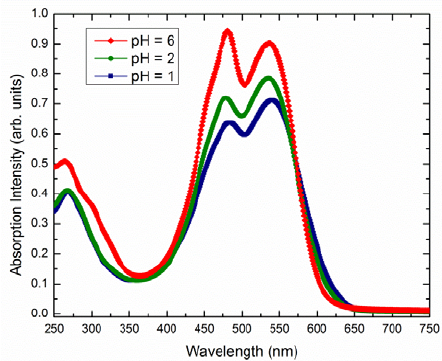 1.0
0.9
0.8
0.7
0.6
0.5
0.4
0.3
0.2
0.1
0.0
Absorption Intensity (arb. units)
pH = 6
pH = 2
pH = 1
250 300 350 400 450 500 550 600 650 700 750
Wavelength (nm)